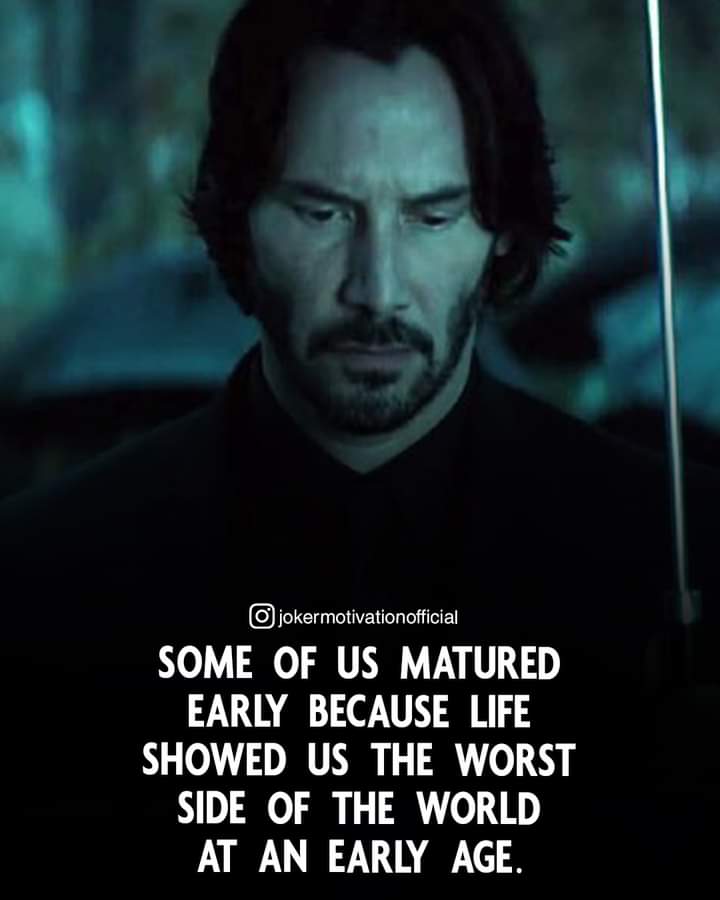 jokermotivationofficial
SOME OF US MATURED
EARLY BECAUSE LIFE
SHOWED US THE WORST
SIDE OF THE WORLD
AT AN EARLY AGE.